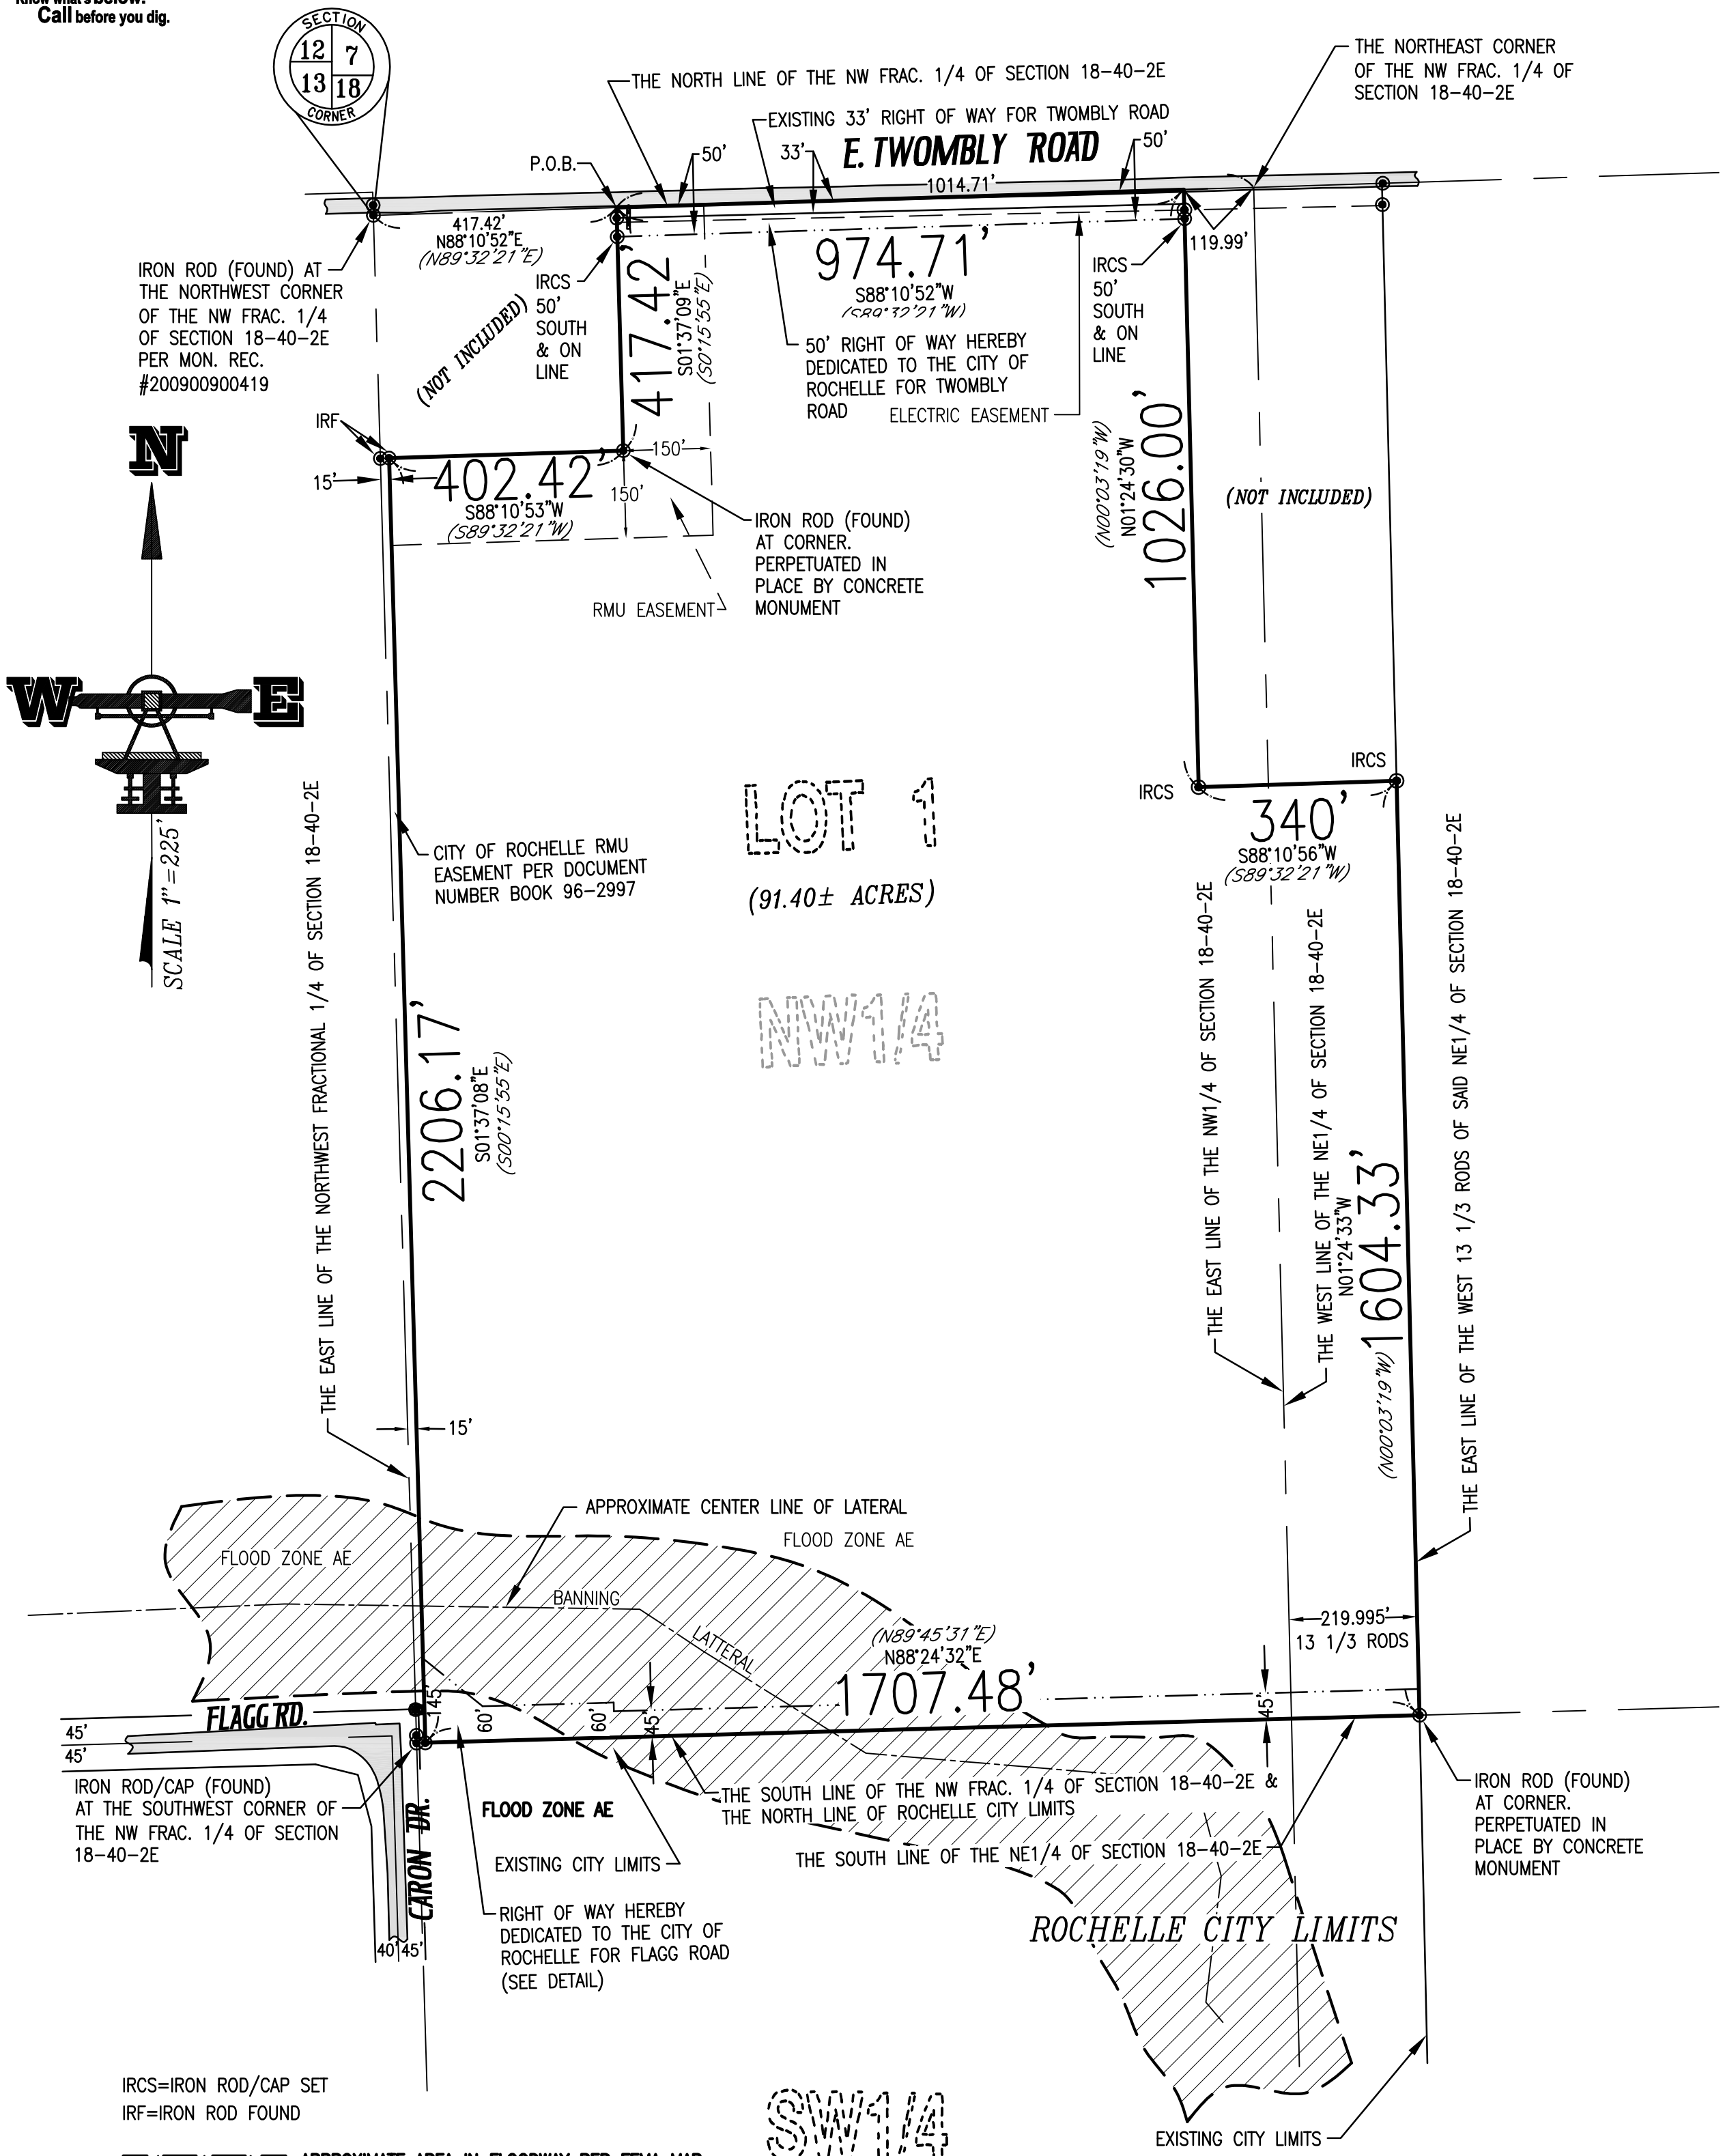 Know what's below.
Call before you dig.
SECTION
12 7
13 18
CORNER
THE NORTH LINE OF THE NW FRAC. 1/4 OF SECTION 18-40-2E
THE NORTHEAST CORNER
OF THE NW FRAC. 1/4 OF
SECTION 18-40-2E
EXISTING 33' RIGHT OF WAY FOR TWOMBLY ROAD
P.O.B.
50'
33'
E. TWOMBLY ROAD
50'
1014.71'
417.42'
N88°10'52"E
(N89°32'21"E)
119.99'
IRON ROD (FOUND) AT
THE NORTHWEST CORNER
OF THE NW FRAC. 1/4
OF SECTION 18-40-2E
PER MON. REC.
#200900900419
(NOT INCLUDED)
IRCS
50'
SOUTH
& ON
LINE
417.42'
S01°37'09"E
(S0°15'55"E)
974.71'
S88°10'52"W
(S89°32'21"W)
50' RIGHT OF WAY HEREBY
DEDICATED TO THE CITY OF
ROCHELLE FOR TWOMBLY
ROAD
ELECTRIC EASEMENT
IRCS
50'
SOUTH
& ON
LINE
1026.00'
N01°24'30"W
(N00°03'19"W)
(NOT INCLUDED)
IRF
15'
402.42'
S88°10'53"W
(S89°32'21"W)
150'
150'
IRON ROD (FOUND)
AT CORNER.
PERPETUATED IN
PLACE BY CONCRETE
MONUMENT
RMU EASEMENT
N
W E
SCALE 1"=225'
IRCS
IRCS
340'
S88°10'56"W
(S89°32'21"W)
LOT 1
(91.40± ACRES)
CITY OF ROCHELLE RMU
EASEMENT PER DOCUMENT
NUMBER BOOK 96-2997
NW1/4
THE EAST LINE OF THE NORTHWEST FRACTIONAL 1/4 OF SECTION 18-40-2E
2206.17'
S01°37'08"E
(S00°15'55"E)
THE EAST LINE OF THE NW1/4 OF SECTION 18-40-2E
THE WEST LINE OF THE NE1/4 OF SECTION 18-40-2E
N01°24'33"W
1604.33'
(N00°03'19"W)
THE EAST LINE OF THE WEST 13 1/3 RODS OF SAID NE1/4 OF SECTION 18-40-2E
15'
APPROXIMATE CENTER LINE OF LATERAL
FLOOD ZONE AE
FLOOD ZONE AE
BANNING
LATTERAL
(N89°45'31"E)
N88°24'32"E
1707.48'
219.995'
13 1/3 RODS
FLAGG RD.
45'
45'
145'
60'
60'
45'
45'
IRON ROD/CAP (FOUND)
AT THE SOUTHWEST CORNER OF
THE NW FRAC. 1/4 OF SECTION
18-40-2E
CARON DR.
40' 45'
FLOOD ZONE AE
EXISTING CITY LIMITS
THE SOUTH LINE OF THE NW FRAC. 1/4 OF SECTION 18-40-2E &
THE NORTH LINE OF ROCHELLE CITY LIMITS
THE SOUTH LINE OF THE NE1/4 OF SECTION 18-40-2E
IRON ROD (FOUND)
AT CORNER.
PERPETUATED IN
PLACE BY CONCRETE
MONUMENT
RIGHT OF WAY HEREBY
DEDICATED TO THE CITY OF
ROCHELLE FOR FLAGG ROAD
(SEE DETAIL)
ROCHELLE CITY LIMITS
IRCS=IRON ROD/CAP SET
IRF=IRON ROD FOUND
SW1/4
EXISTING CITY LIMITS
APPROXIMATE AREA IN FLOODWAY PER FEMA MAP